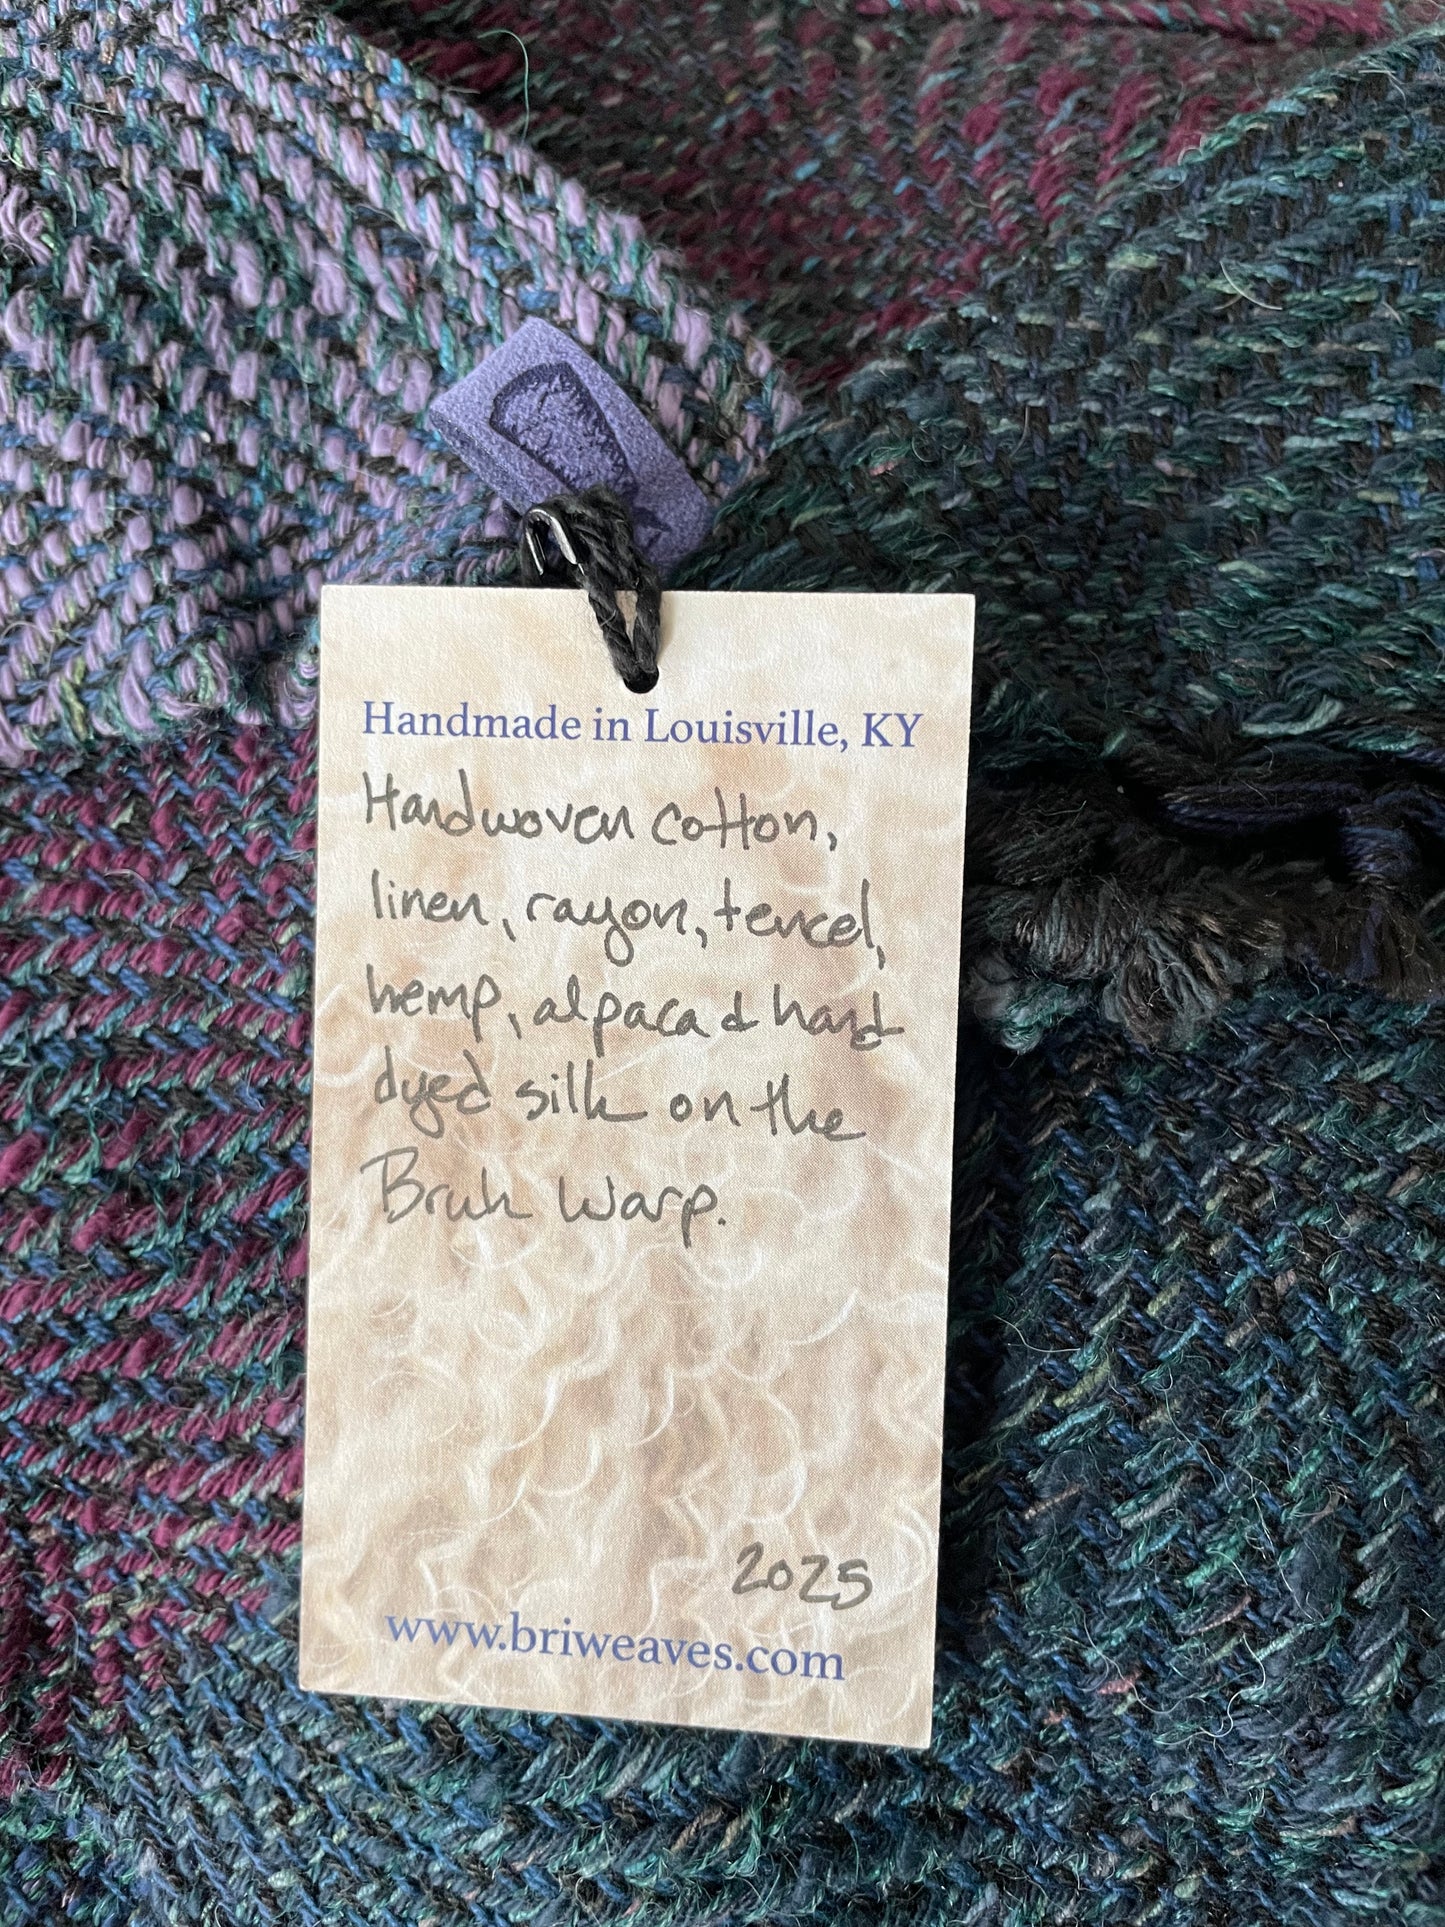 Handmade in Louisville, KY
Handwoven cotton,
linen, rayon, tencel,
hemp, alpaca & hand
dyed silk on the
Bruh Warp.
2025
www.briweaves.com